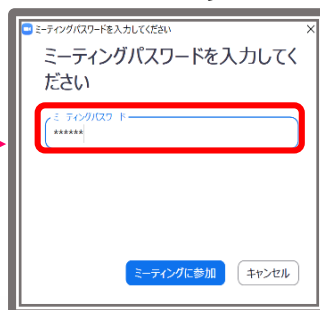 ミーティングパスワードを入力してください
ミーティングパスワードを入力してく
ださい
ミーティングパスワード
******
ミーティングに参加
キャンセル